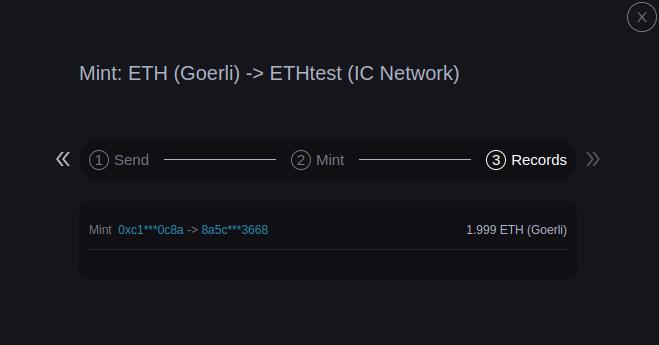 X
Mint: ETH (Goerli) -> ETHtest (IC Network)
« 1 Send 2 Mint 3 Records »
Mint 0xc1***0c8a -> 8a5c***3668 1.999 ETH (Goerli)